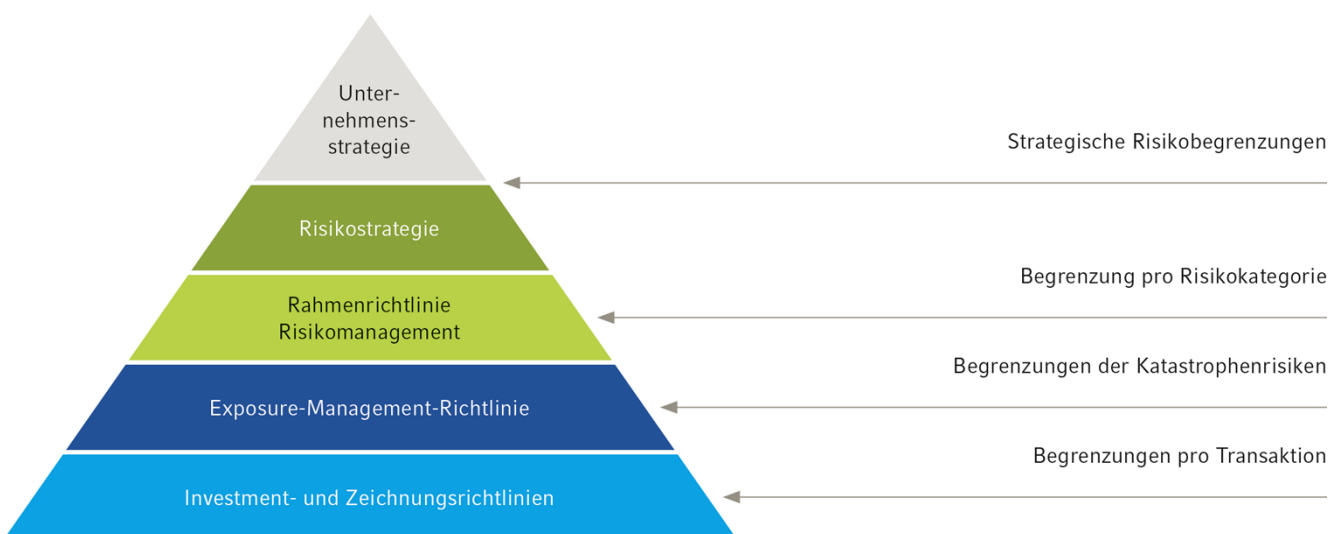 Unter-
nehmens-
strategie
Strategische Risikobegrenzungen
Risikostrategie
Begrenzung pro Risikokategorie
Rahmenrichtlinie
Risikomanagement
Begrenzungen der Katastrophenrisiken
Exposure-Management-Richtlinie
Begrenzungen pro Transaktion
Investment- und Zeichnungsrichtlinien